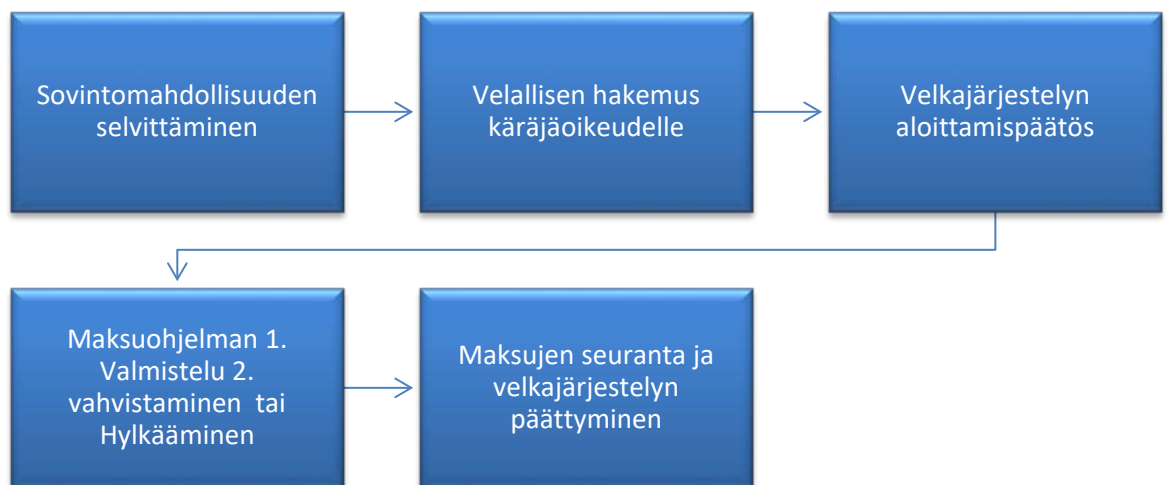 Sovintomahdollisuuden
selvittäminen
Velallisen hakemus
käräjäoikeudelle
Velkajärjestelyn
aloittamispäätös
Maksuohjelman 1.
Valmistelu 2.
vahvistaminen tai
Hylkääminen
Maksujen seuranta ja
velkajärjestelyn
päättyminen